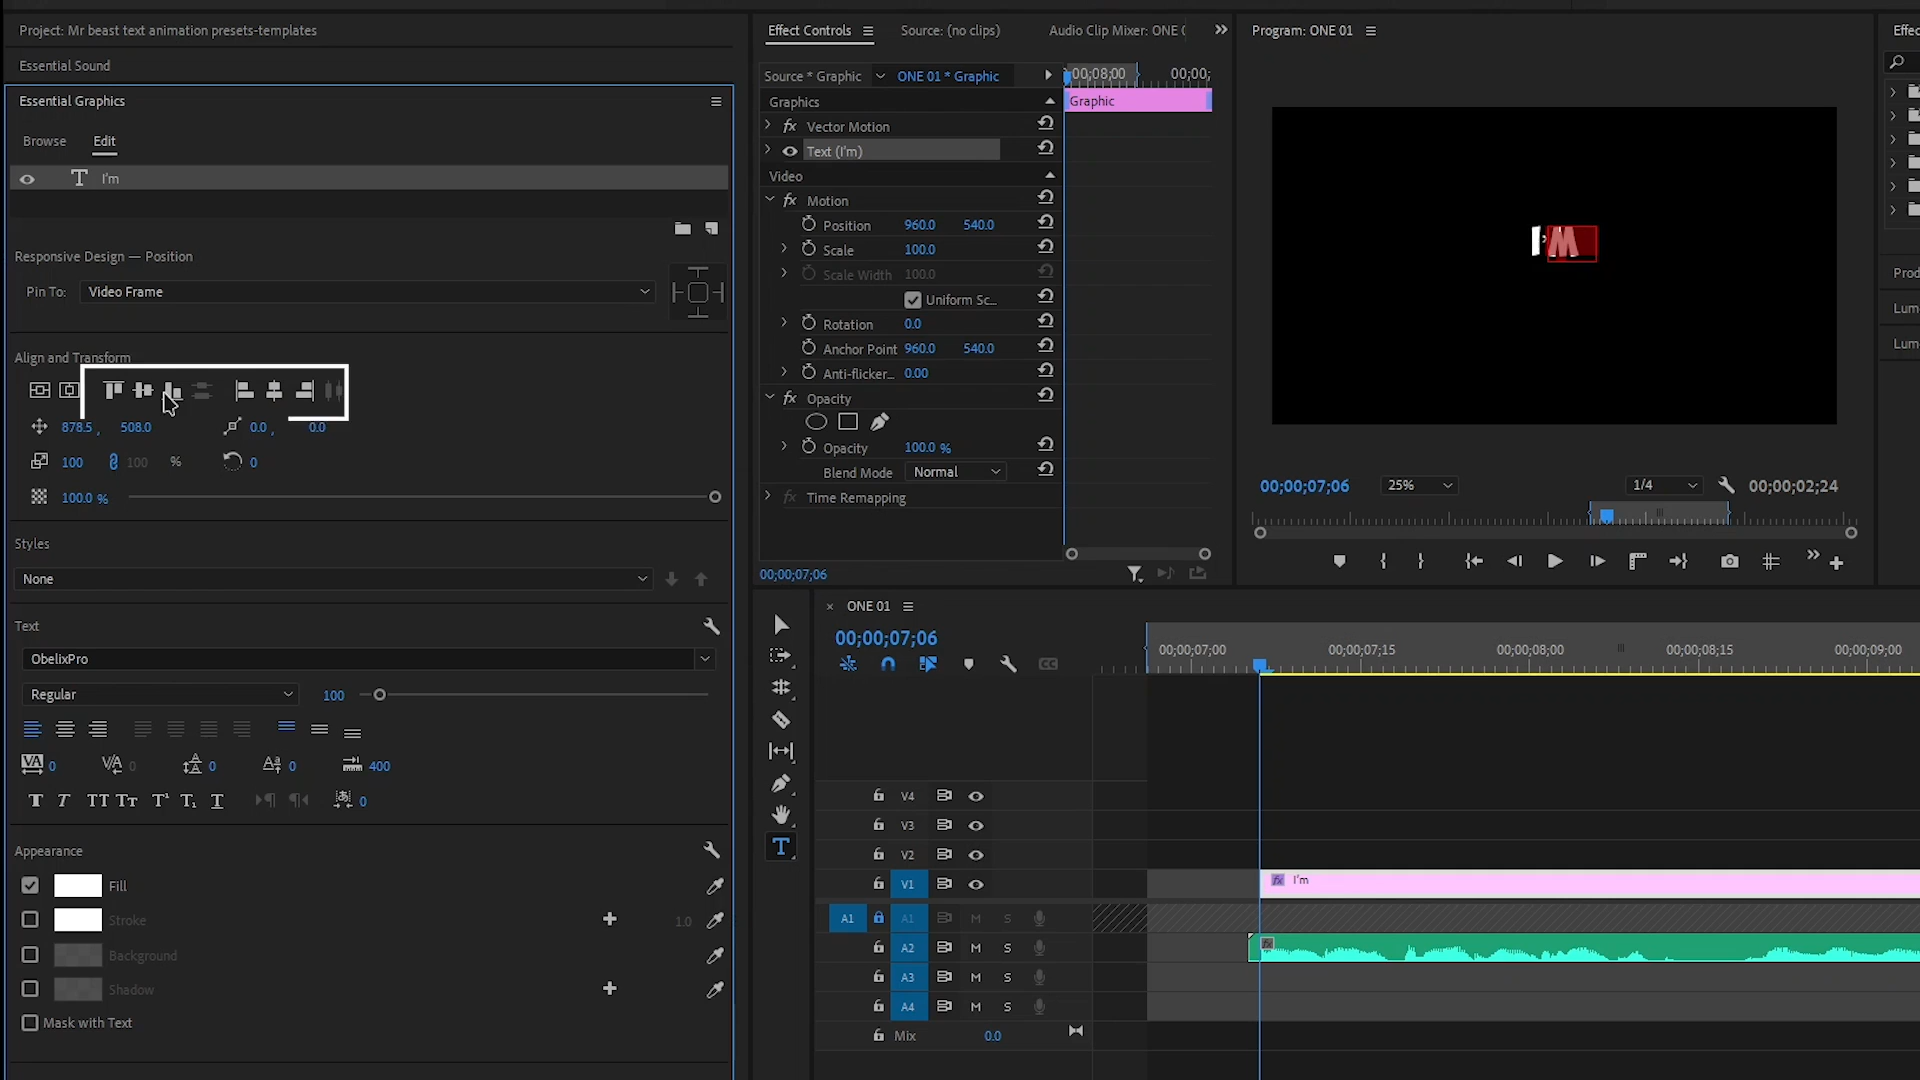 Project: Mr beast text animation presets-templates
Essential Sound
Essential Graphics
Browse Edit
I'm
Responsive Design — Position
Pin To: Video Frame
Align and Transform
878.5 , 508.0 0.0 , 0.0
100 100 % 0
100.0 %
Styles
None
Text
ObelixPro
Regular 100
0 0 0 0 400
0
Appearance
Fill
Stroke 1.0
Background
Shadow
Mask with Text
Effect Controls Source: (no clips) Audio Clip Mixer: ONE
Source * Graphic ONE 01 * Graphic 00;08;00 00;00;
Graphics Graphic
Vector Motion
Text (I'm)
Video
Motion
Position 960.0 540.0
Scale 100.0
Scale Width 100.0
Uniform Sc...
Rotation 0.0
Anchor Point 960.0 540.0
Anti-flicker... 0.00
Opacity
Opacity 100.0 %
Blend Mode Normal
Time Remapping
00;00;07;06
Program: ONE 01
I'M
00;00;07;06 25% 1/4 00;00;02;24
Effec
Prod
Lum
Lum
ONE 01
00;00;07;06
00;00;07;00 00;00;07;15 00;00;08;00 00;00;08;15 00;00;09;00
V4
V3
V2
V1 I'm
A1 A1 M S
A2 M S
A3 M S
A4 M S
Mix 0.0